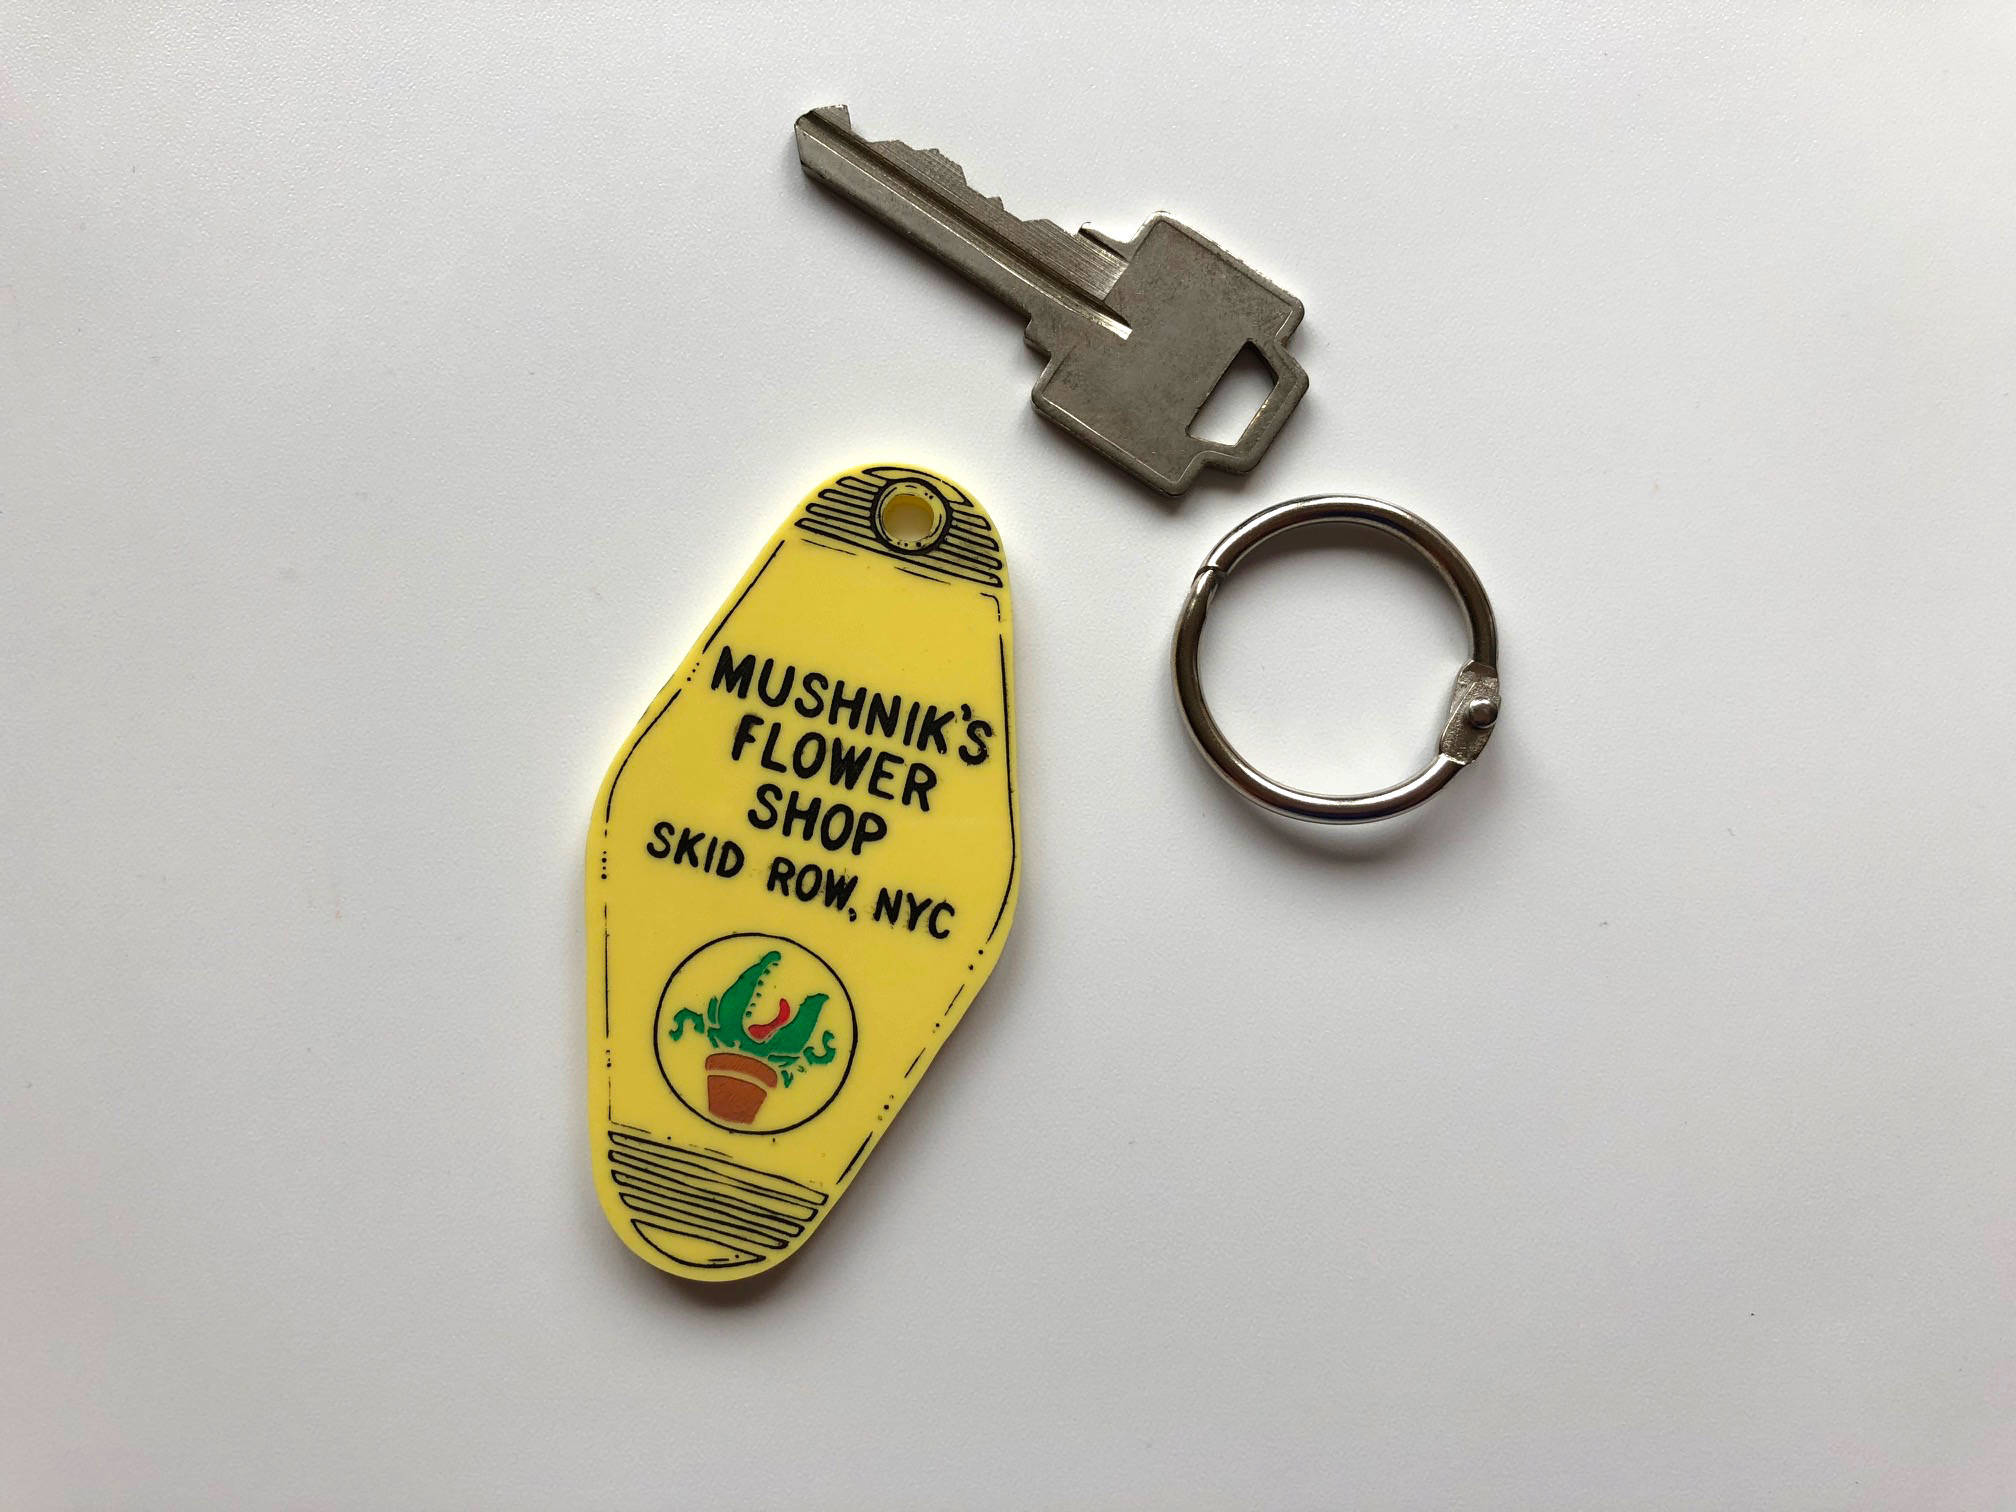 MUSHNIK'S
FLOWER
SHOP
SKID ROW, NYC